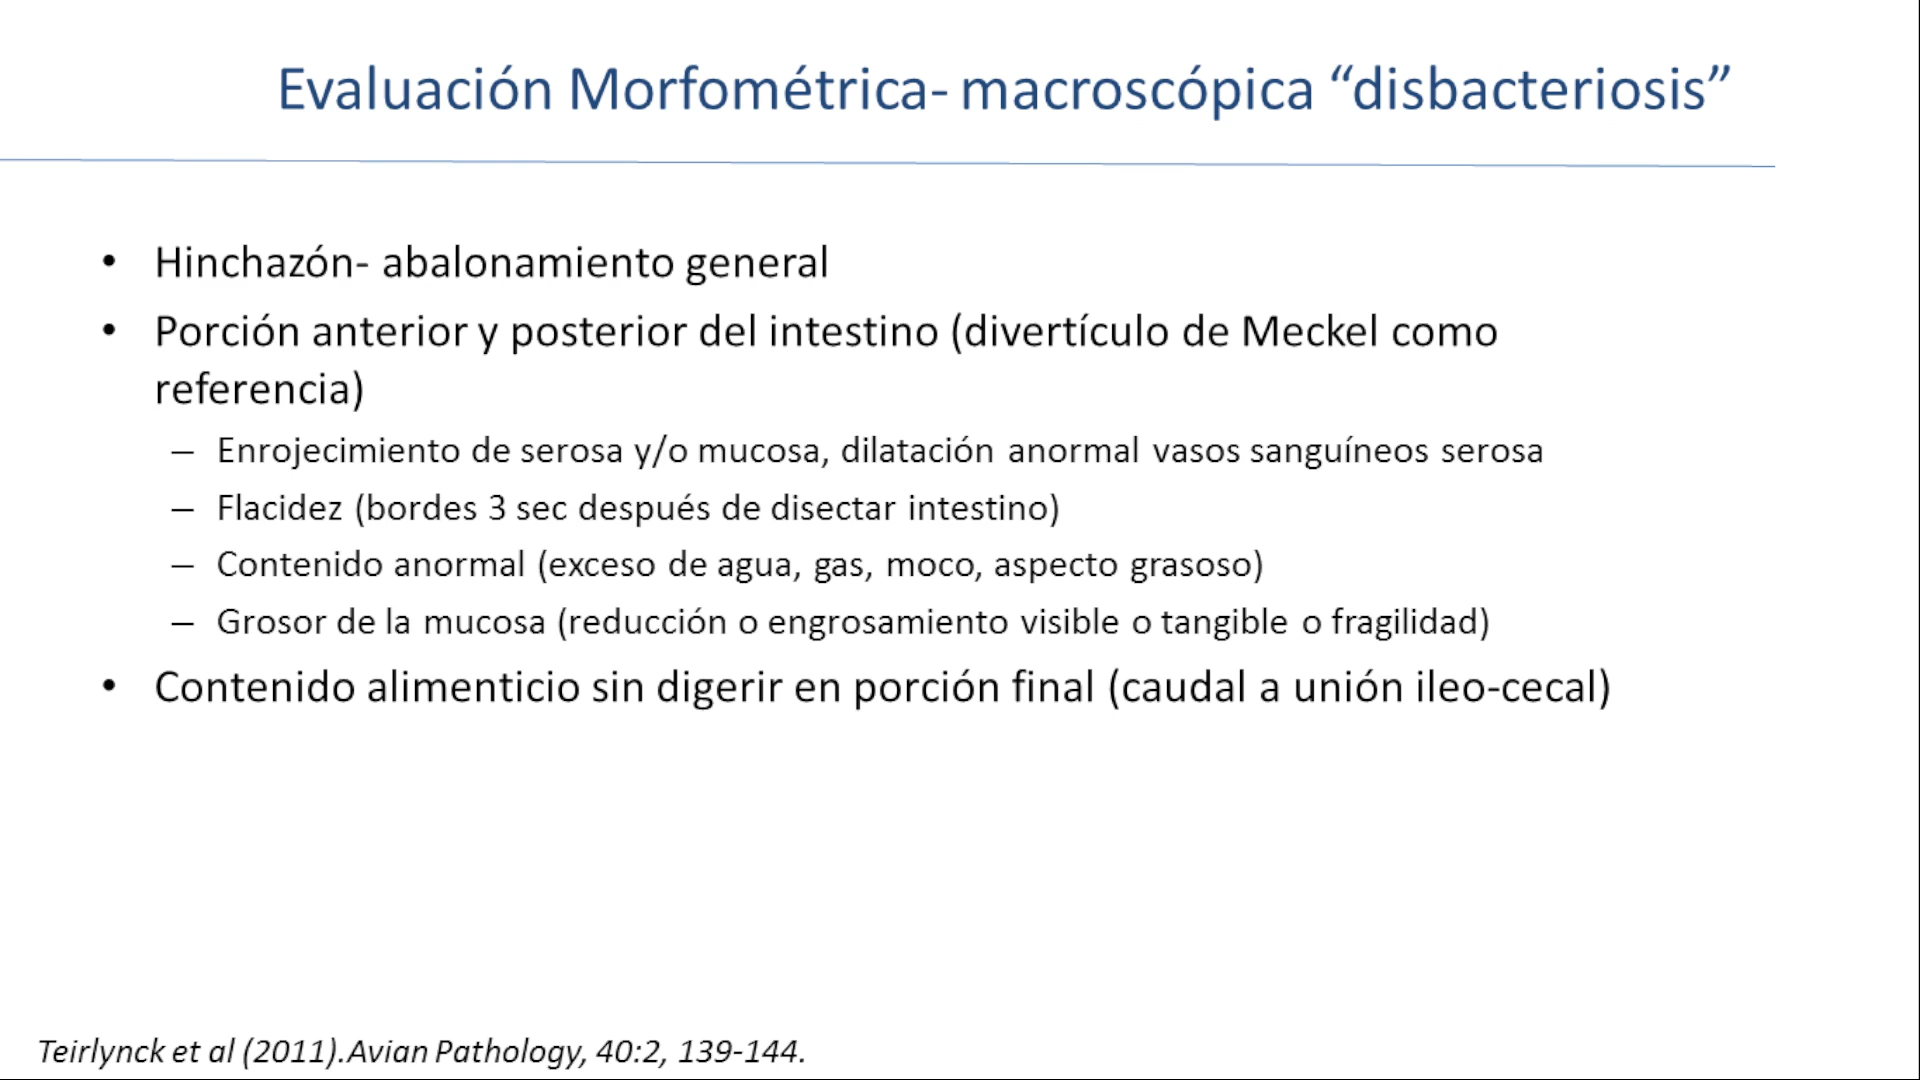 Evaluación Morfométrica- macroscópica “disbacteriosis”
• Hinchazón- abalonamiento general
• Porción anterior y posterior del intestino (divertículo de Meckel como
referencia)
– Enrojecimiento de serosa y/o mucosa, dilatación anormal vasos sanguíneos serosa
– Flacidez (bordes 3 sec después de disectar intestino)
– Contenido anormal (exceso de agua, gas, moco, aspecto grasoso)
– Grosor de la mucosa (reducción o engrosamiento visible o tangible o fragilidad)
• Contenido alimenticio sin digerir en porción final (caudal a unión ileo-cecal)
Teirlynck et al (2011).Avian Pathology, 40:2, 139-144.